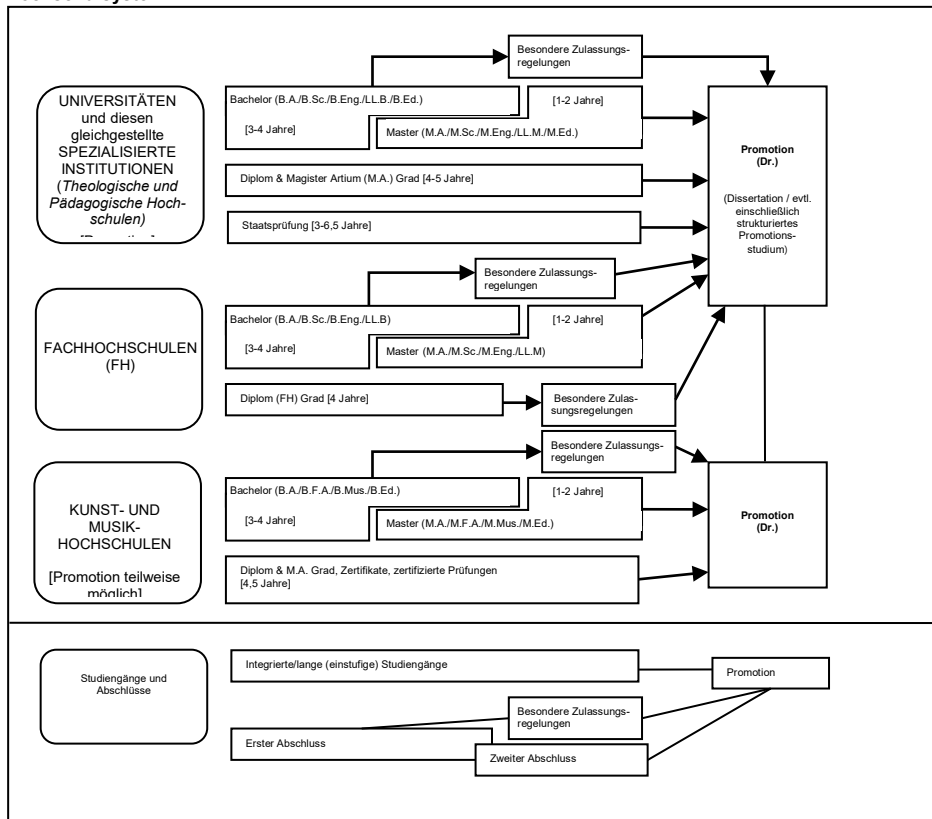 Besondere Zulassungs-
regelungen
UNIVERSITÄTEN
und diesen
gleichgestellte
SPEZIALISIERTE
INSTITUTIONEN
(Theologische und
Pädagogische Hoch-
schulen)
Bachelor (B.A./B.Sc./B.Eng./LL.B./B.Ed.)
[1-2 Jahre]
[3-4 Jahre]
Master (M.A./M.Sc./M.Eng./LL.M./M.Ed.)
Diplom & Magister Artium (M.A.) Grad [4-5 Jahre]
Staatsprüfung [3-6,5 Jahre]
Promotion
(Dr.)
(Dissertation / evtl.
einschließlich
strukturiertes
Promotions-
studium)
FACHHOCHSCHULEN
(FH)
Besondere Zulassungs-
regelungen
Bachelor (B.A./B.Sc./B.Eng./LL.B)
[1-2 Jahre]
[3-4 Jahre]
Master (M.A./M.Sc./M.Eng./LL.M)
Diplom (FH) Grad [4 Jahre]
Besondere Zulas-
sungsregelungen
KUNST- UND
MUSIK-
HOCHSCHULEN
[Promotion teilweise
möglich]
Besondere Zulassungs-
regelungen
Bachelor (B.A./B.F.A./B.Mus./B.Ed.)
[1-2 Jahre]
[3-4 Jahre]
Master (M.A./M.F.A./M.Mus./M.Ed.)
Diplom & M.A. Grad, Zertifikate, zertifizierte Prüfungen
[4,5 Jahre]
Promotion
(Dr.)
Studiengänge und
Abschlüsse
Integrierte/lange (einstufige) Studiengänge
Promotion
Besondere Zulassungs-
regelungen
Erster Abschluss
Zweiter Abschluss